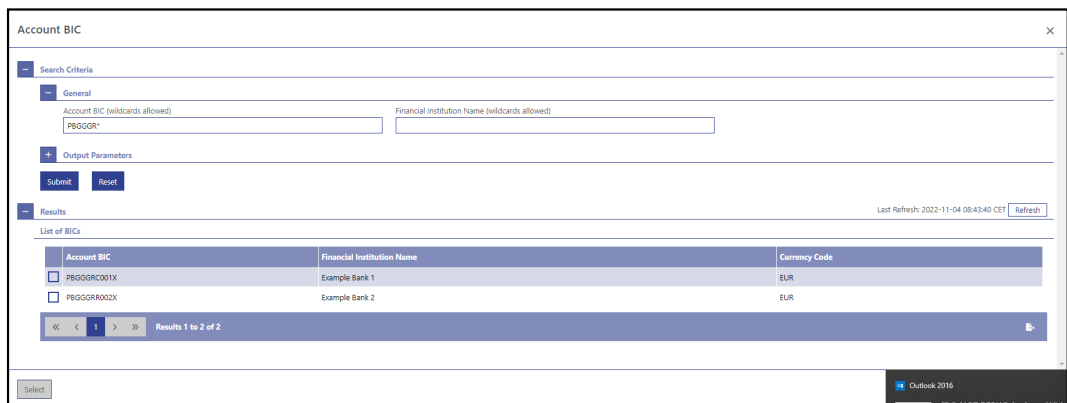 Account BIC
Search Criteria
General
Account BIC (wildcards allowed) Financial Institution Name (wildcards allowed)
PBGGGR*
Output Parameters
Submit Reset
Results Last Refresh: 2022-11-04 08:43:40 CET Refresh
List of BICs
Account BIC Financial Institution Name Currency Code
PBGGGRC001X Example Bank 1 EUR
PBGGGRR002X Example Bank 2 EUR
« < 1 > » Results 1 to 2 of 2
Select
Outlook 2016